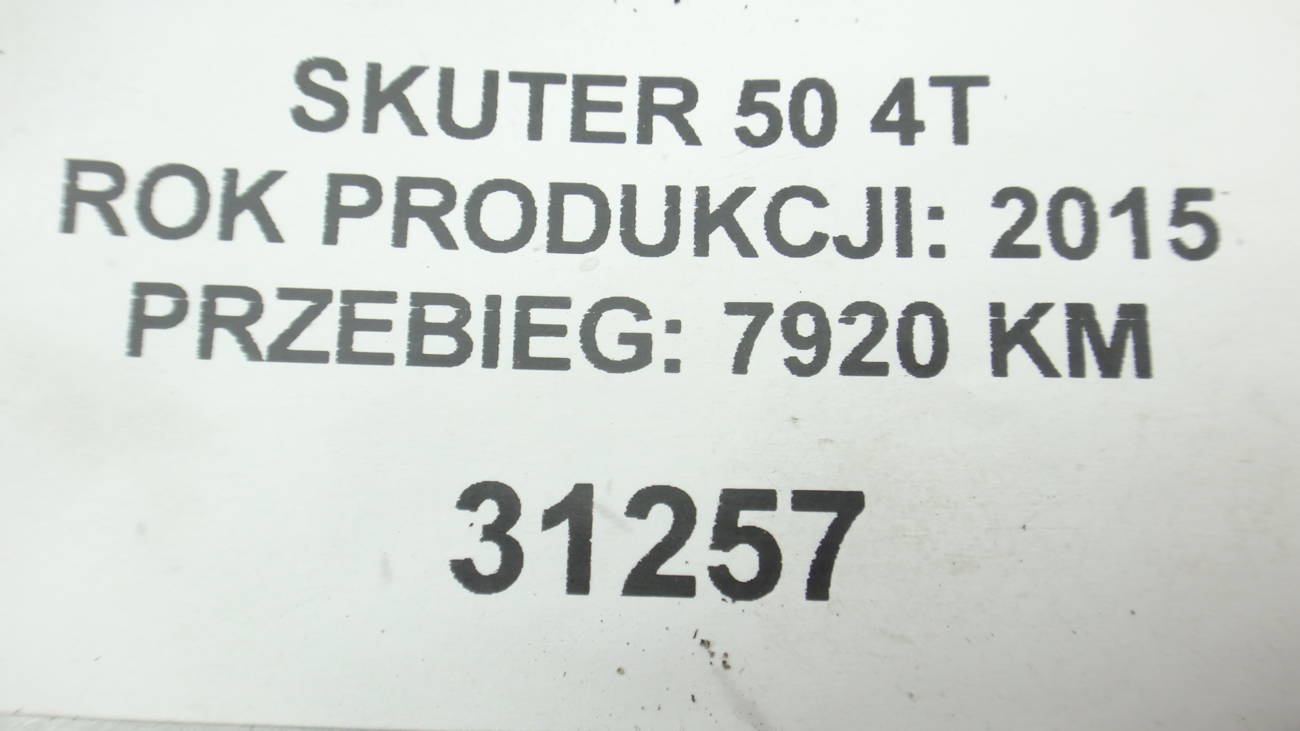 SKUTER 50 4T
ROK PRODUKCJI: 2015
PRZEBIEG: 7920 KM
31257